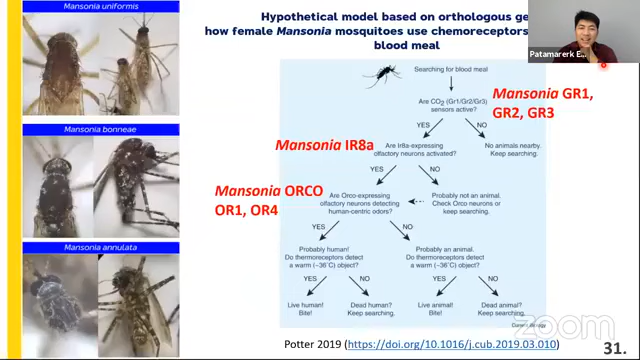 Mansonia uniformis
Mansonia bonneae
Mansonia annulata
Hypothetical model based on orthologous ge
how female Mansonia mosquitoes use chemoreceptors
blood meal
Patamarerk E...
Searching for blood meal
Are CO2 (Gr1/Gr2/Gr3)
sensors active?
Mansonia GR1,
GR2, GR3
YES
NO
Mansonia IR8a
Are Ir8a-expressing
olfactory neurons activated?
No animals nearby.
Keep searching.
YES
NO
Mansonia ORCO
OR1, OR4
Are Orco-expressing
olfactory neurons detecting
human-centric odors?
Probably not an animal.
Check Orco neurons or
keep searching.
YES
NO
Probably human!
Do thermoreceptors detect
a warm (~36°C) object?
Probably an animal.
Do thermoreceptors detect
a warm (~36°C) object?
YES
NO
YES
NO
Live human!
Bite!
Dead human?
Keep searching.
Live animal!
Bite!
Dead animal?
Keep searching.
Current Biology
zoom
Potter 2019 (https://doi.org/10.1016/j.cub.2019.03.010)
31.